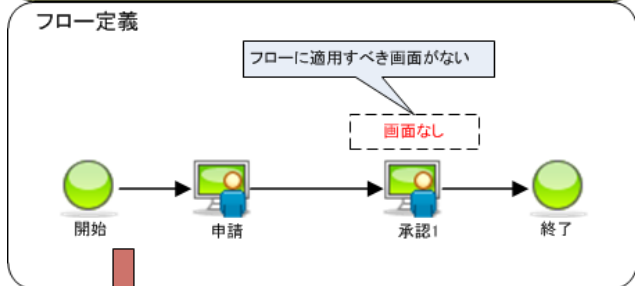 フロー定義
フローに適用すべき画面がない
画面なし
開始
申請
承認1
終了